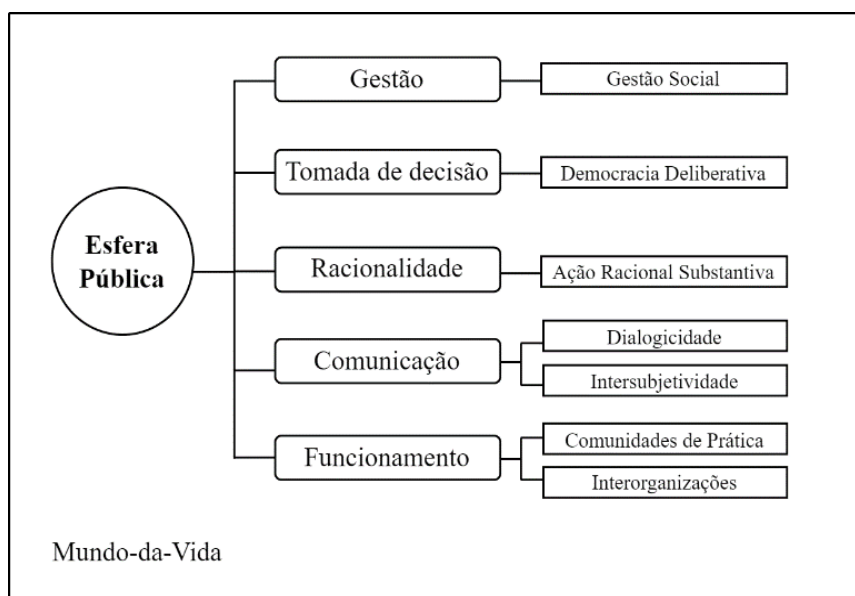 Esfera
Pública
Gestão
Gestão Social
Tomada de decisão
Democracia Deliberativa
Racionalidade
Ação Racional Substantiva
Comunicação
Dialogicidade
Intersubjetividade
Funcionamento
Comunidades de Prática
Interorganizações
Mundo-da-Vida